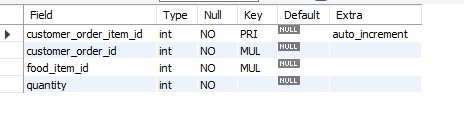 Field Type Null Key Default Extra
customer_order_item_id int NO PRI NULL auto_increment
customer_order_id int NO MUL NULL
food_item_id int NO MUL NULL
quantity int NO NULL